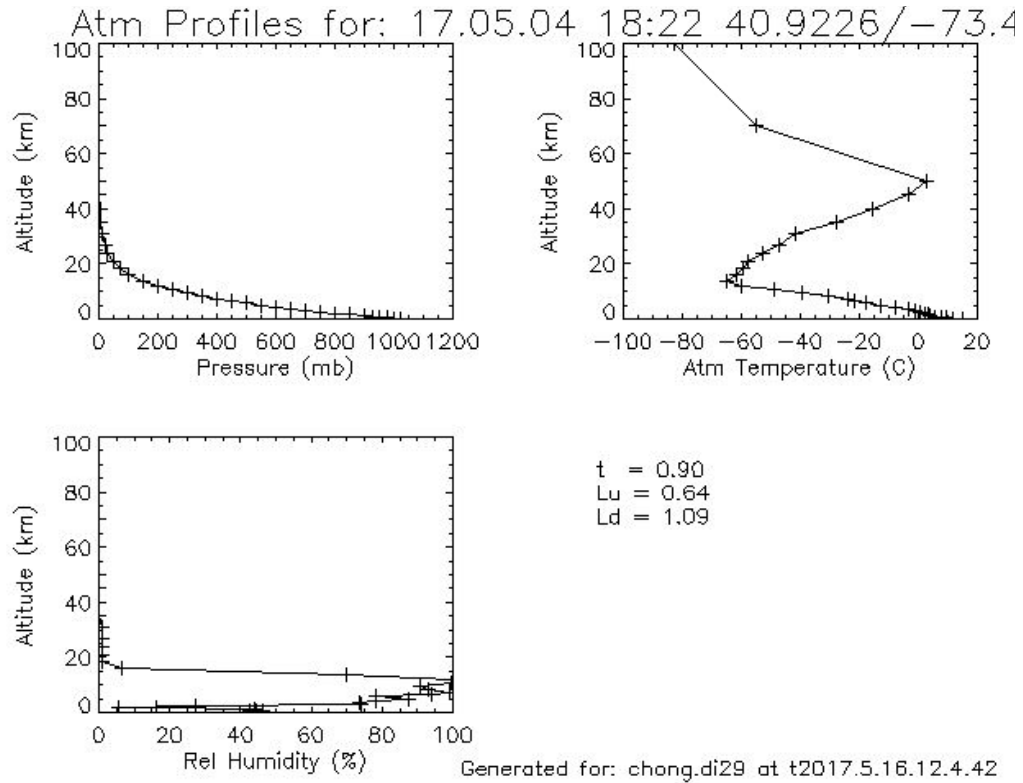 Atm Profiles for: 17.05.04 18:22 40.9226/-73.4
100
80
60
40
20
0
Altitude (km)
0 200 400 600 800 1000 1200
Pressure (mb)
100
80
60
40
20
0
Altitude (km)
-100 -80 -60 -40 -20 0 20
Atm Temperature (C)
100
80
60
40
20
0
Altitude (km)
0 20 40 60 80 100
Rel Humidity (%)
t = 0.90
Lu = 0.64
Ld = 1.09
Generated for: chong.di29 at t2017.5.16.12.4.42